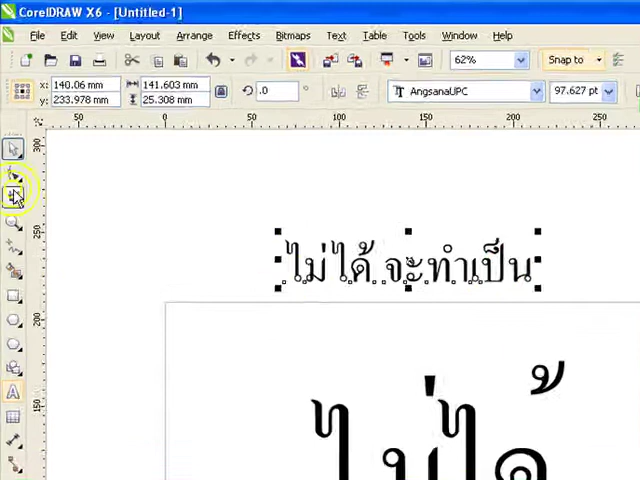 CorelDRAW X6 - [Untitled-1]
File Edit View Layout Arrange Effects Bitmaps Text Table Tools Window Help
62% Snap to
x: 140.06 mm 141.603 mm .0 AngsanaUPC 97.627 pt
y: 233.978 mm 25.308 mm
50 0 50 100 150 200 250
300
250
200
150
ไม่ได้ จะทำเป็น
ไม่ได้